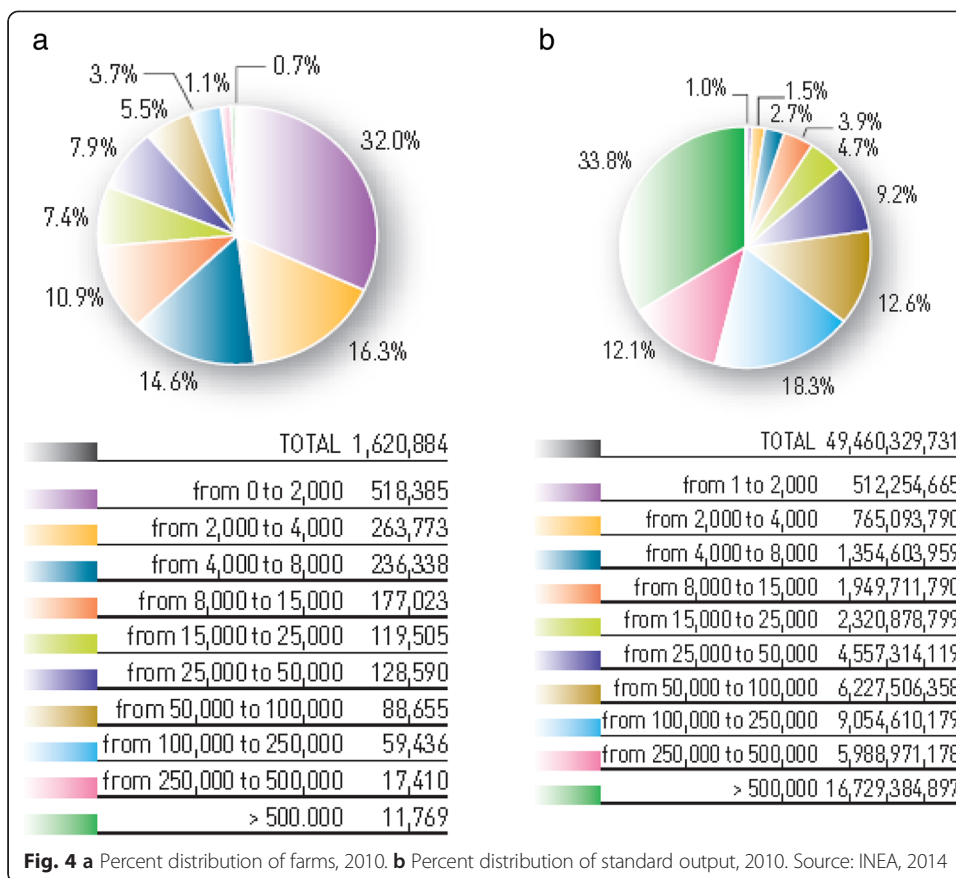 a
3.7%
1.1%
0.7%
5.5%
32.0%
7.9%
7.4%
10.9%
16.3%
14.6%
TOTAL 1,620,884
from 0 to 2,000 518,385
from 2,000 to 4,000 263,773
from 4,000 to 8,000 236,338
from 8,000 to 15,000 177,023
from 15,000 to 25,000 119,505
from 25,000 to 50,000 128,590
from 50,000 to 100,000 88,655
from 100,000 to 250,000 59,436
from 250,000 to 500,000 17,410
> 500.000 11,769
b
1.0%
1.5%
2.7%
3.9%
33.8%
4.7%
9.2%
12.6%
12.1%
18.3%
TOTAL 49,460,329,731
from 1 to 2,000 512,254,665
from 2,000 to 4,000 765,093,790
from 4,000 to 8,000 1,354,603,959
from 8,000 to 15,000 1,949,711,790
from 15,000 to 25,000 2,320,878,799
from 25,000 to 50,000 4,557,314,119
from 50,000 to 100,000 6,227,506,358
from 100,000 to 250,000 9,054,610,179
from 250,000 to 500,000 5,988,971,178
> 500,000 16,729,384,897
Fig. 4 a Percent distribution of farms, 2010. b Percent distribution of standard output, 2010. Source: INEA, 2014